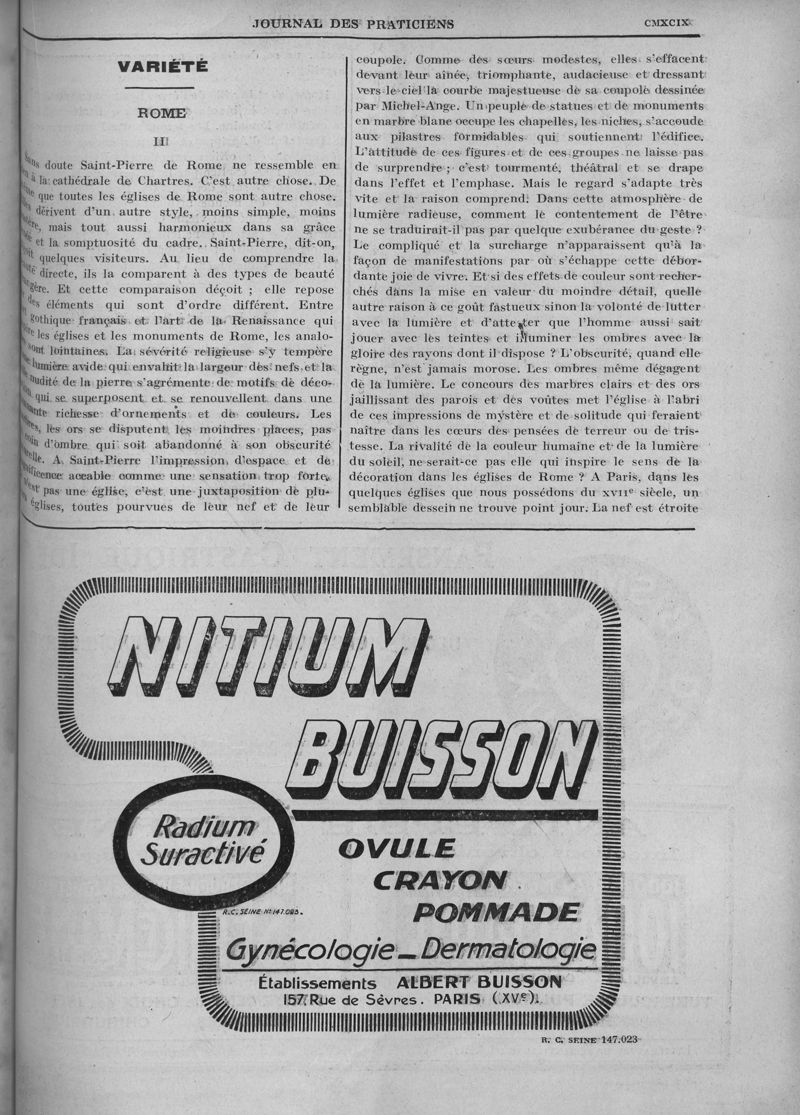 JOURNAL DES PRATICIENS
CMXCIX
VARIÉTÉ
ROME
III
doute Saint-Pierre de Rome ne ressemble en
à la cathédrale de Chartres. C'est autre chose. De
que toutes les églises de Rome sont autre chose.
dérivent d'un autre style, moins simple, moins
mais tout aussi harmonieux dans sa grâce
et la somptuosité du cadre. Saint-Pierre, dit-on,
quelques visiteurs. Au lieu de comprendre la
directe, ils la comparent à des types de beauté
Et cette comparaison déçoit ; elle repose
des éléments qui sont d'ordre différent. Entre
gothique français et l'art de la Renaissance qui
les églises et les monuments de Rome, les analo-
sont lointaines. La sévérité religieuse s'y tempère
lumière avide qui envahit la largeur des nefs et la
nudité de la pierre s'agrémente de motifs de déco-
qui se superposent et se renouvellent dans une
richesse d'ornements et de couleurs. Les
les ors se disputent les moindres places, pas
d'ombre qui soit abandonné à son obscurité
A Saint-Pierre l'impression d'espace et de
accable comme une sensation trop forte.
pas une église, c'est une juxtaposition de plu-
églises, toutes pourvues de leur nef et de leur
coupole. Comme des sœurs modestes, elles s'effacent
devant leur aînée, triomphante, audacieuse et dressant
vers le ciel la courbe majestueuse de sa coupole dessinée
par Michel-Ange. Un peuple de statues et de monuments
en marbre blanc occupe les chapelles, les niches, s'accoude
aux pilastres formidables qui soutiennent l'édifice.
L'attitude de ces figures et de ces groupes ne laisse pas
de surprendre ; c'est tourmenté, théâtral et se drape
dans l'effet et l'emphase. Mais le regard s'adapte très
vite et la raison comprend. Dans cette atmosphère de
lumière radieuse, comment le contentement de l'être
ne se traduirait-il pas par quelque exubérance du geste ?
Le compliqué et la surcharge n'apparaissent qu'à la
façon de manifestations par où s'échappe cette débor-
dante joie de vivre. Et si des effets de couleur sont recher-
chés dans la mise en valeur du moindre détail, quelle
autre raison à ce goût fastueux sinon la volonté de lutter
avec la lumière et d'attester que l'homme aussi sait
jouer avec les teintes et illuminer les ombres avec la
gloire des rayons dont il dispose ? L'obscurité, quand elle
règne, n'est jamais morose. Les ombres même dégagent
de la lumière. Le concours des marbres clairs et des ors
jaillissant des parois et des voûtes met l'église à l'abri
de ces impressions de mystère et de solitude qui feraient
naître dans les cœurs des pensées de terreur ou de tris-
tesse. La rivalité de la couleur humaine et de la lumière
du soleil, ne serait-ce pas elle qui inspire le sens de la
décoration dans les églises de Rome ? A Paris, dans les
quelques églises que nous possédons du XVIIe siècle, un
semblable dessein ne trouve point jour. La nef est étroite
NITIUM
BUISSON
Radium
Suractivé
OVULE
CRAYON
POMMADE
R.C. SEINE No 147.023.
Gynécologie - Dermatologie
Établissements ALBERT BUISSON
157, Rue de Sèvres. PARIS (XVe).
R. C. SEINE 147.023